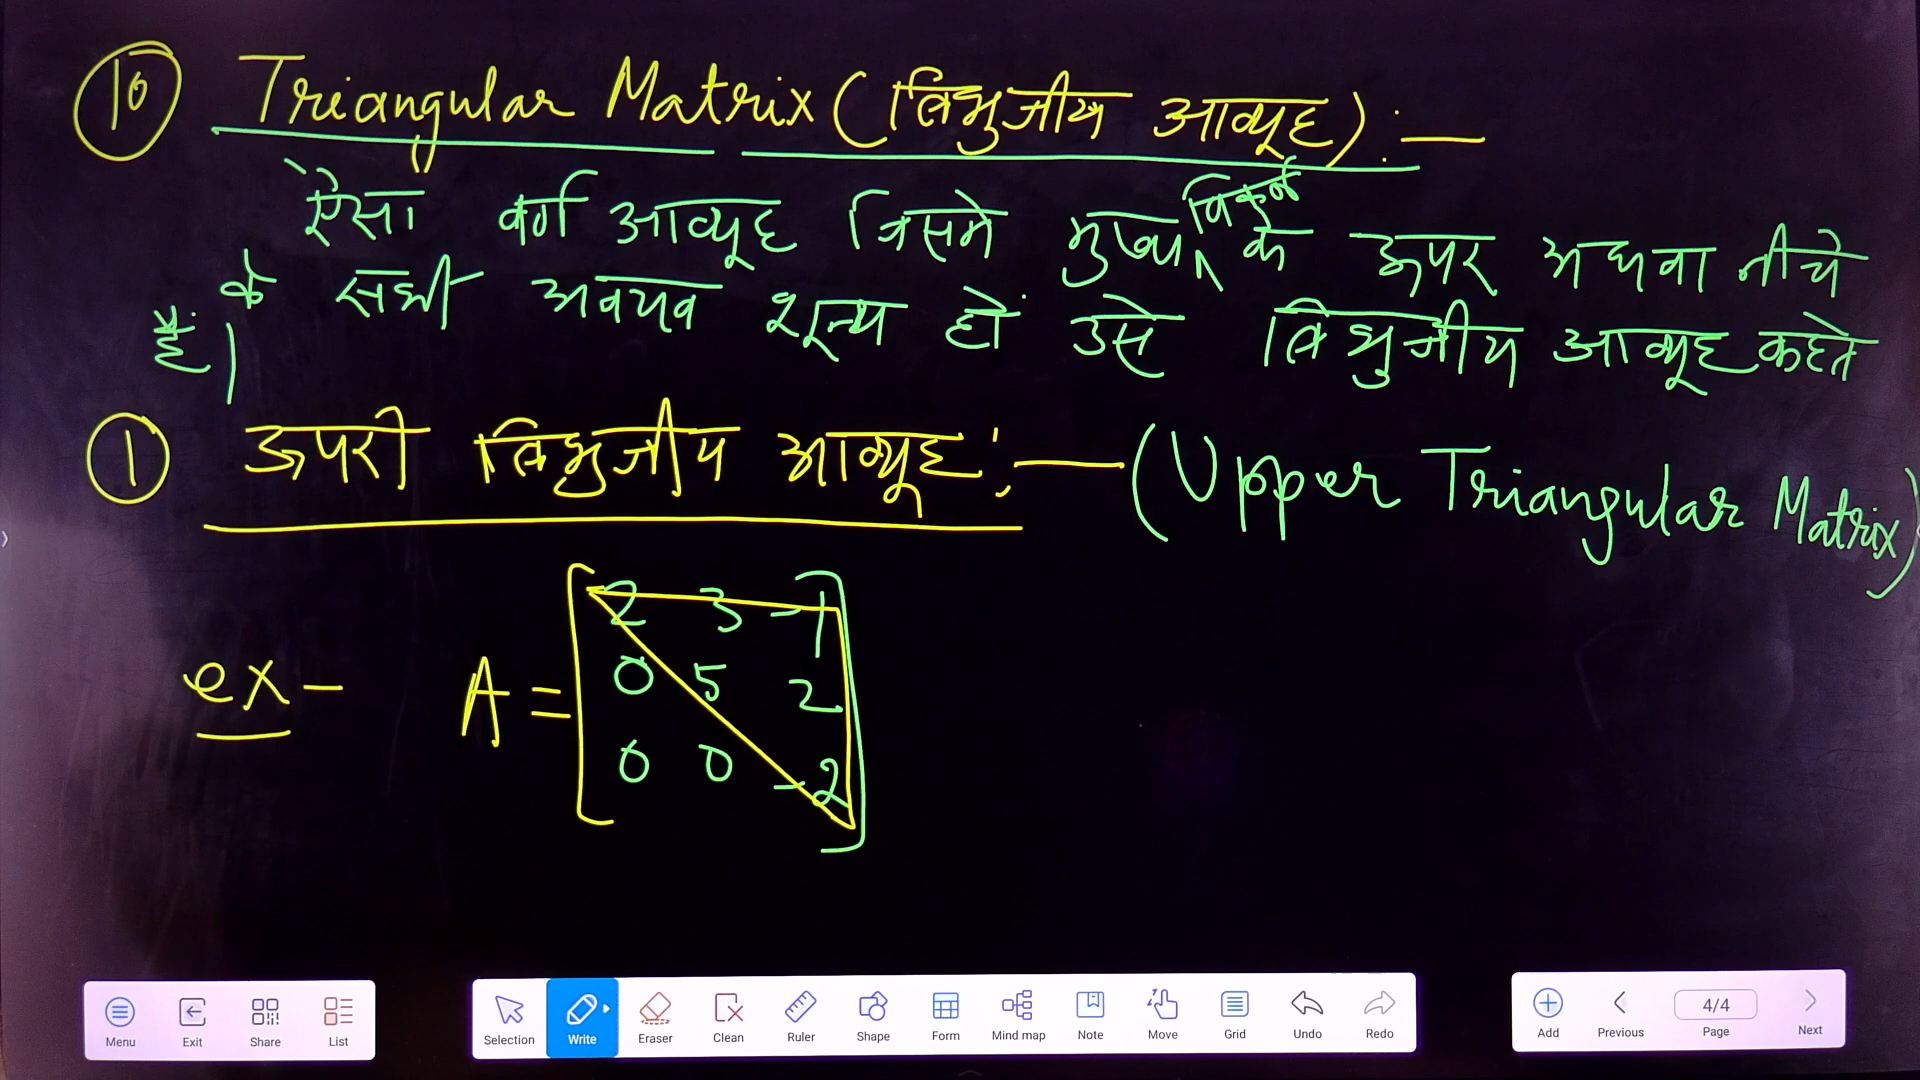 10 Triangular Matrix (त्रिभुजीय आव्यूह) :—
ऐसा वर्ग आव्यूह जिसमे मुख्य विकर्ण के ऊपर अथवा नीचे
के सभी अवयव शून्य हों उसे त्रिभुजीय आव्यूह कहते
हैं।
1 ऊपरी त्रिभुजीय आव्यूह :— (Upper Triangular Matrix)
ex - A = [2 3 -1
0 5 2
0 0 -2]
Menu Exit Share List Selection Write Eraser Clean Ruler Shape Form Mind map Note Move Grid Undo Redo Add Previous 4/4 Page Next